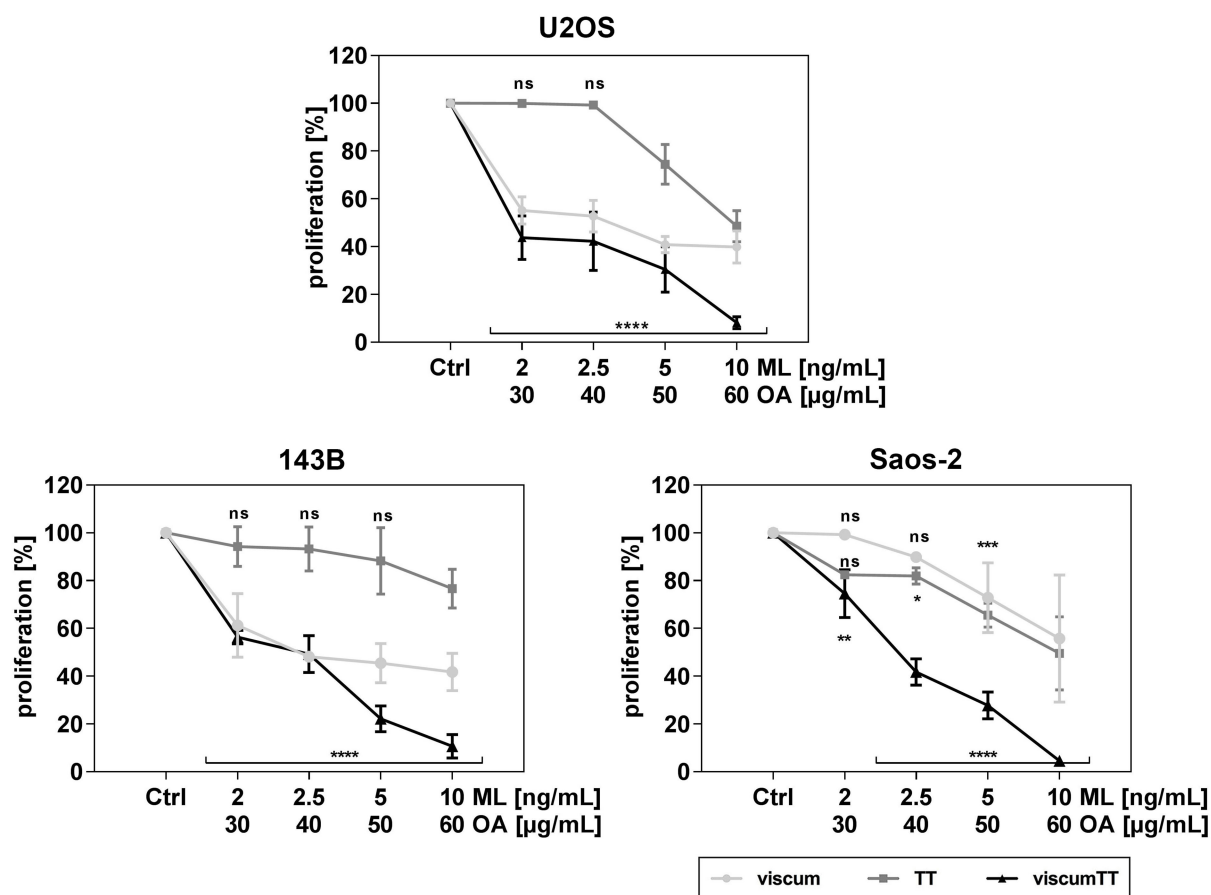 U2OS
proliferation [%]
120
100
80
60
40
20
0
ns ns
****
Ctrl 2 2.5 5 10 ML [ng/mL]
30 40 50 60 OA [µg/mL]
143B
proliferation [%]
120
100
80
60
40
20
0
ns ns ns
****
Ctrl 2 2.5 5 10 ML [ng/mL]
30 40 50 60 OA [µg/mL]
Saos-2
proliferation [%]
120
100
80
60
40
20
0
ns
ns
***
ns
*
**
****
Ctrl 2 2.5 5 10 ML [ng/mL]
30 40 50 60 OA [µg/mL]
viscum TT viscumTT